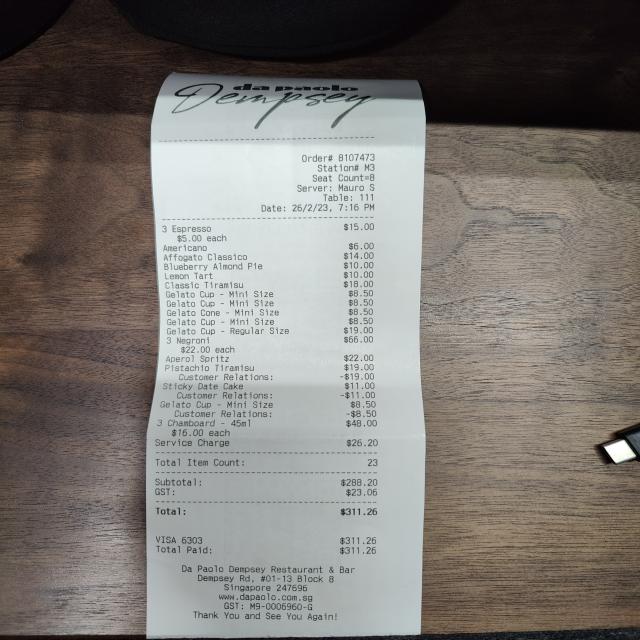 da paolo
Dempsey
Order# 8107473
Station# M3
Seat Count=8
Server: Mauro S
Table: 111
Date: 26/2/23, 7:16 PM
3 Espresso $15.00
$5.00 each
Americano $6.00
Affogato Classico $14.00
Blueberry Almond Pie $10.00
Lemon Tart $10.00
Classic Tiramisu $18.00
Gelato Cup - Mini Size $8.50
Gelato Cup - Mini Size $8.50
Gelato Cone - Mini Size $8.50
Gelato Cup - Mini Size $8.50
Gelato Cup - Regular Size $19.00
3 Negroni $66.00
$22.00 each
Aperol Spritz $22.00
Pistachio Tiramisu $19.00
Customer Relations: -$19.00
Sticky Date Cake $11.00
Customer Relations: -$11.00
Gelato Cup - Mini Size $8.50
Customer Relations: -$8.50
3 Chamboard - 45ml $48.00
$16.00 each
Service Charge $26.20
Total Item Count: 23
Subtotal: $288.20
GST: $23.06
Total: $311.26
VISA 6303 $311.26
Total Paid: $311.26
Da Paolo Dempsey Restaurant & Bar
Dempsey Rd, #01-13 Block 8
Singapore 247696
www.dapaolo.com.sg
GST: M9-0006960-G
Thank You and See You Again!